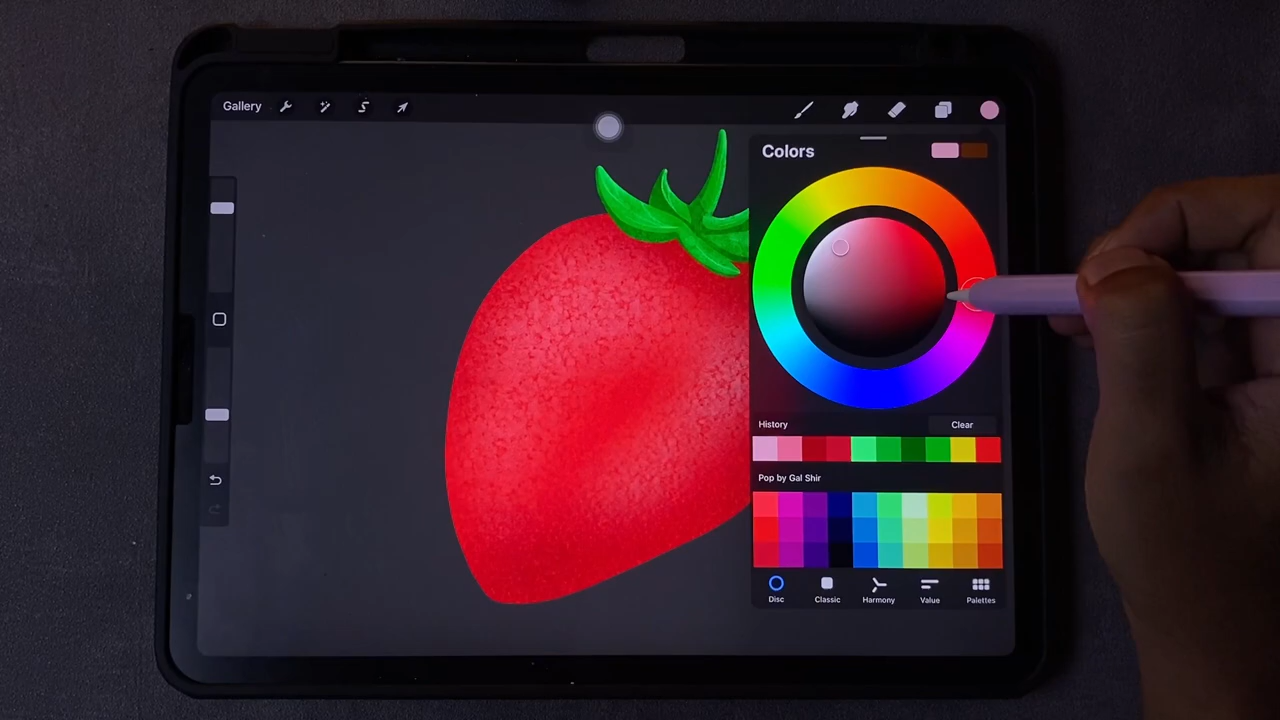 Gallery
Colors
History
Clear
Pop by Gal Shir
Disc
Classic
Harmony
Value
Palettes